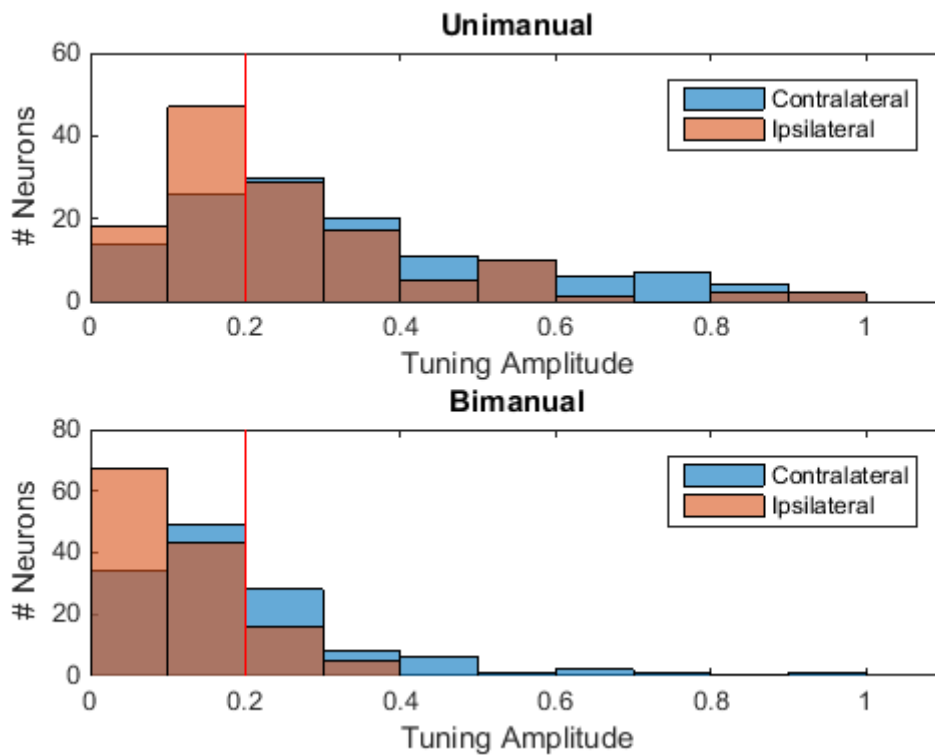 Unimanual
60
40
20
0
# Neurons
Contralateral
Ipsilateral
0 0.2 0.4 0.6 0.8 1
Tuning Amplitude
Bimanual
80
60
40
20
0
# Neurons
Contralateral
Ipsilateral
0 0.2 0.4 0.6 0.8 1
Tuning Amplitude